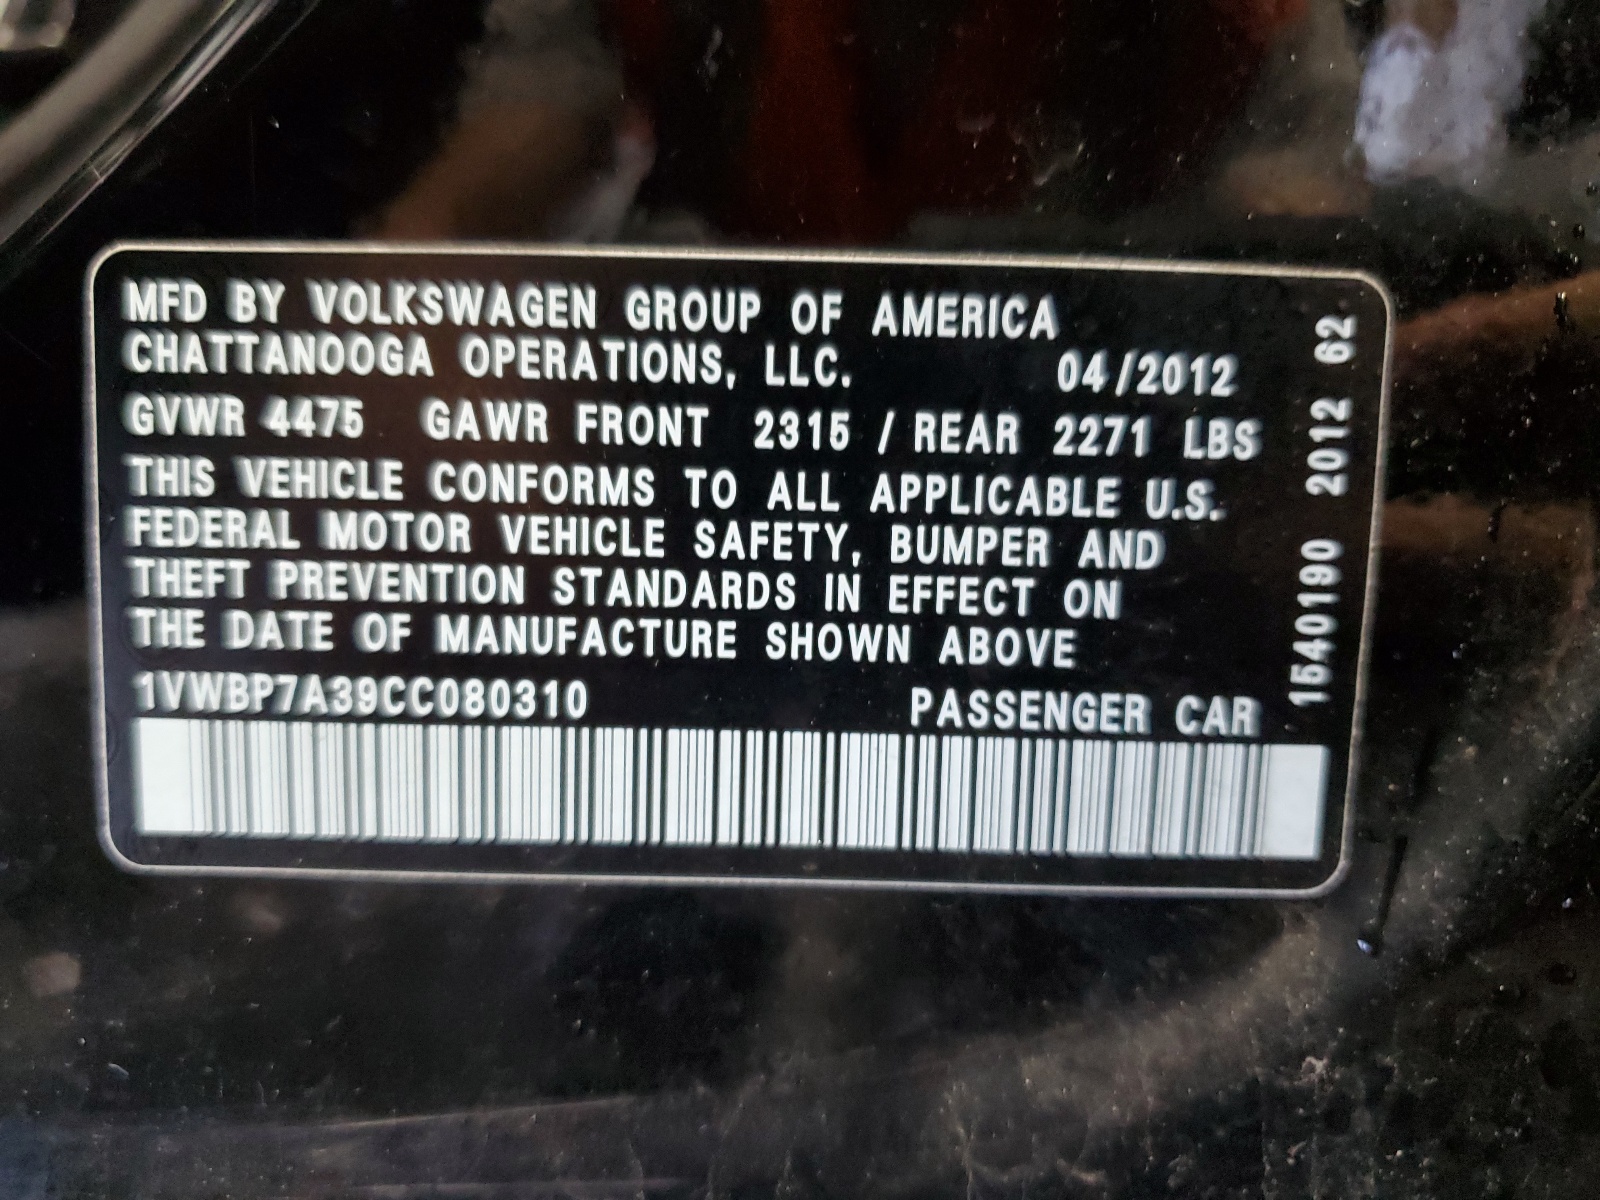 MFD BY VOLKSWAGEN GROUP OF AMERICA
CHATTANOOGA OPERATIONS, LLC. 04/2012
GVWR 4475 GAWR FRONT 2315 / REAR 2271 LBS
THIS VEHICLE CONFORMS TO ALL APPLICABLE U.S.
FEDERAL MOTOR VEHICLE SAFETY, BUMPER AND
THEFT PREVENTION STANDARDS IN EFFECT ON
THE DATE OF MANUFACTURE SHOWN ABOVE
1VWBP7A39CC080310 PASSENGER CAR
1540190 2012 62